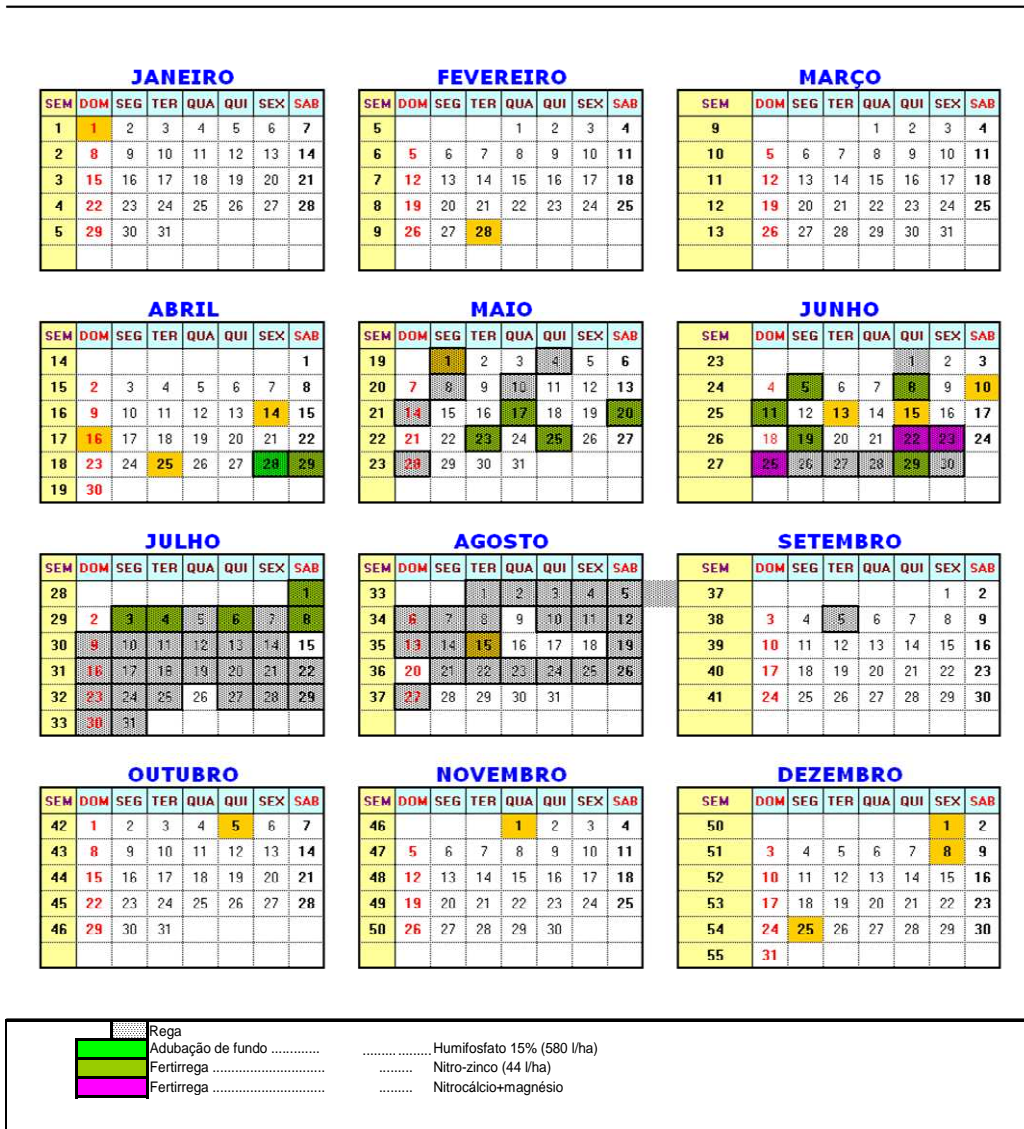 JANEIRO FEVEREIRO MARÇO
SEM DOM SEG TER QUA QUI SEX SAB SEM DOM SEG TER QUA QUI SEX SAB SEM DOM SEG TER QUA QUI SEX SAB
1 1 2 3 4 5 6 7 5 1 2 3 4 9 1 2 3 4
2 8 9 10 11 12 13 14 6 5 6 7 8 9 10 11 10 5 6 7 8 9 10 11
3 15 16 17 18 19 20 21 7 12 13 14 15 16 17 18 11 12 13 14 15 16 17 18
4 22 23 24 25 26 27 28 8 19 20 21 22 23 24 25 12 19 20 21 22 23 24 25
5 29 30 31 9 26 27 28 13 26 27 28 29 30 31
ABRIL MAIO JUNHO
SEM DOM SEG TER QUA QUI SEX SAB SEM DOM SEG TER QUA QUI SEX SAB SEM DOM SEG TER QUA QUI SEX SAB
14 1 19 1 2 3 4 5 6 23 1 2 3
15 2 3 4 5 6 7 8 20 7 8 9 10 11 12 13 24 4 5 6 7 8 9 10
16 9 10 11 12 13 14 15 21 14 15 16 17 18 19 20 25 11 12 13 14 15 16 17
17 16 17 18 19 20 21 22 22 21 22 23 24 25 26 27 26 18 19 20 21 22 23 24
18 23 24 25 26 27 28 29 23 28 29 30 31 27 25 26 27 28 29 30
19 30
JULHO AGOSTO SETEMBRO
SEM DOM SEG TER QUA QUI SEX SAB SEM DOM SEG TER QUA QUI SEX SAB SEM DOM SEG TER QUA QUI SEX SAB
28 1 33 1 2 3 4 5 37 1 2
29 2 3 4 5 6 7 8 34 6 7 8 9 10 11 12 38 3 4 5 6 7 8 9
30 9 10 11 12 13 14 15 35 13 14 15 16 17 18 19 39 10 11 12 13 14 15 16
31 16 17 18 19 20 21 22 36 20 21 22 23 24 25 26 40 17 18 19 20 21 22 23
32 23 24 25 26 27 28 29 37 27 28 29 30 31 41 24 25 26 27 28 29 30
33 30 31
OUTUBRO NOVEMBRO DEZEMBRO
SEM DOM SEG TER QUA QUI SEX SAB SEM DOM SEG TER QUA QUI SEX SAB SEM DOM SEG TER QUA QUI SEX SAB
42 1 2 3 4 5 6 7 46 1 2 3 4 50 1 2
43 8 9 10 11 12 13 14 47 5 6 7 8 9 10 11 51 3 4 5 6 7 8 9
44 15 16 17 18 19 20 21 48 12 13 14 15 16 17 18 52 10 11 12 13 14 15 16
45 22 23 24 25 26 27 28 49 19 20 21 22 23 24 25 53 17 18 19 20 21 22 23
46 29 30 31 50 26 27 28 29 30 54 24 25 26 27 28 29 30
55 31
Rega
Adubação de fundo ............. ......... ......... Humifosfato 15% (580 l/ha)
Fertirrega ............................ ......... Nitro-zinco (44 l/ha)
Fertirrega ............................ ......... Nitrocálcio+magnésio